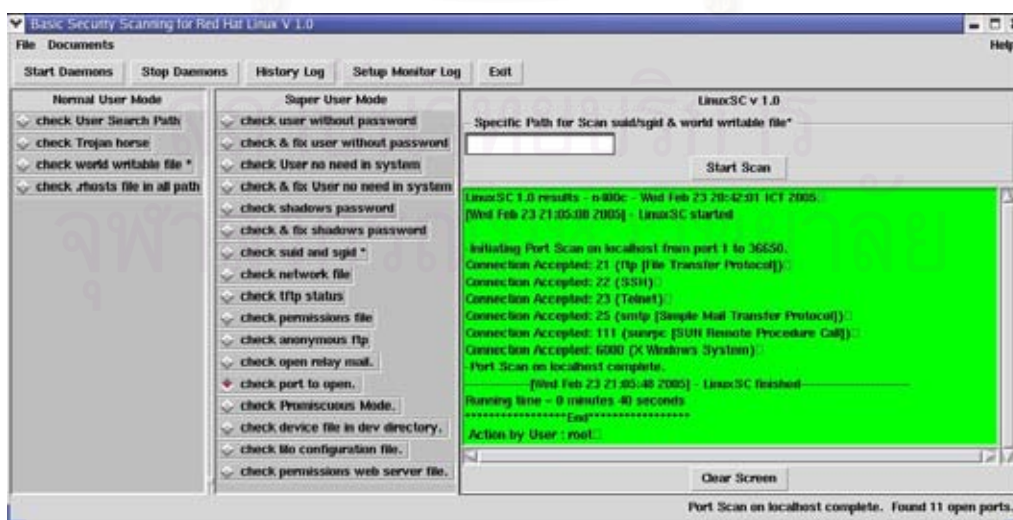 Basic Security Scanning for Red Hat Linux V 1.0
File Documents
Help
Start Daemons Stop Daemons History Log Setup Monitor Log Exit
Normal User Mode
check User Search Path
check Trojan horse
check world writable file *
check .rhosts file in all path
Super User Mode
check user without password
check & fix user without password
check User no need in system
check & fix User no need in system
check shadows password
check & fix shadows password
check suid and sgid *
check network file
check tftp status
check permissions file
check anonymous ftp
check open relay mail.
check port to open.
check Promiscuous Mode.
check device file in dev directory.
check lilo configuration file.
check permissions web server file.
LinuxSC v 1.0
Specific Path for Scan suid/sgid & world writable file*
Start Scan
LinuxSC 1.0 results - n400c - Wed Feb 23 20:42:01 ICT 2005
[Wed Feb 23 21:05:08 2005] - LinuxSC started
-Initiating Port Scan on localhost from port 1 to 36650.
Connection Accepted: 21 (ftp [File Transfer Protocol])
Connection Accepted: 22 (SSH)
Connection Accepted: 23 (Telnet)
Connection Accepted: 25 (smtp [Simple Mail Transfer Protocol])
Connection Accepted: 111 (sunrpc [SUN Remote Procedure Call])
Connection Accepted: 6000 (X Windows System)
-Port Scan on localhost complete.
---------------[Wed Feb 23 21:05:48 2005] - LinuxSC finished-------------------------
Running time - 0 minutes 40 seconds
******************End******************
Action by User : root
Clear Screen
Port Scan on localhost complete. Found 11 open ports.